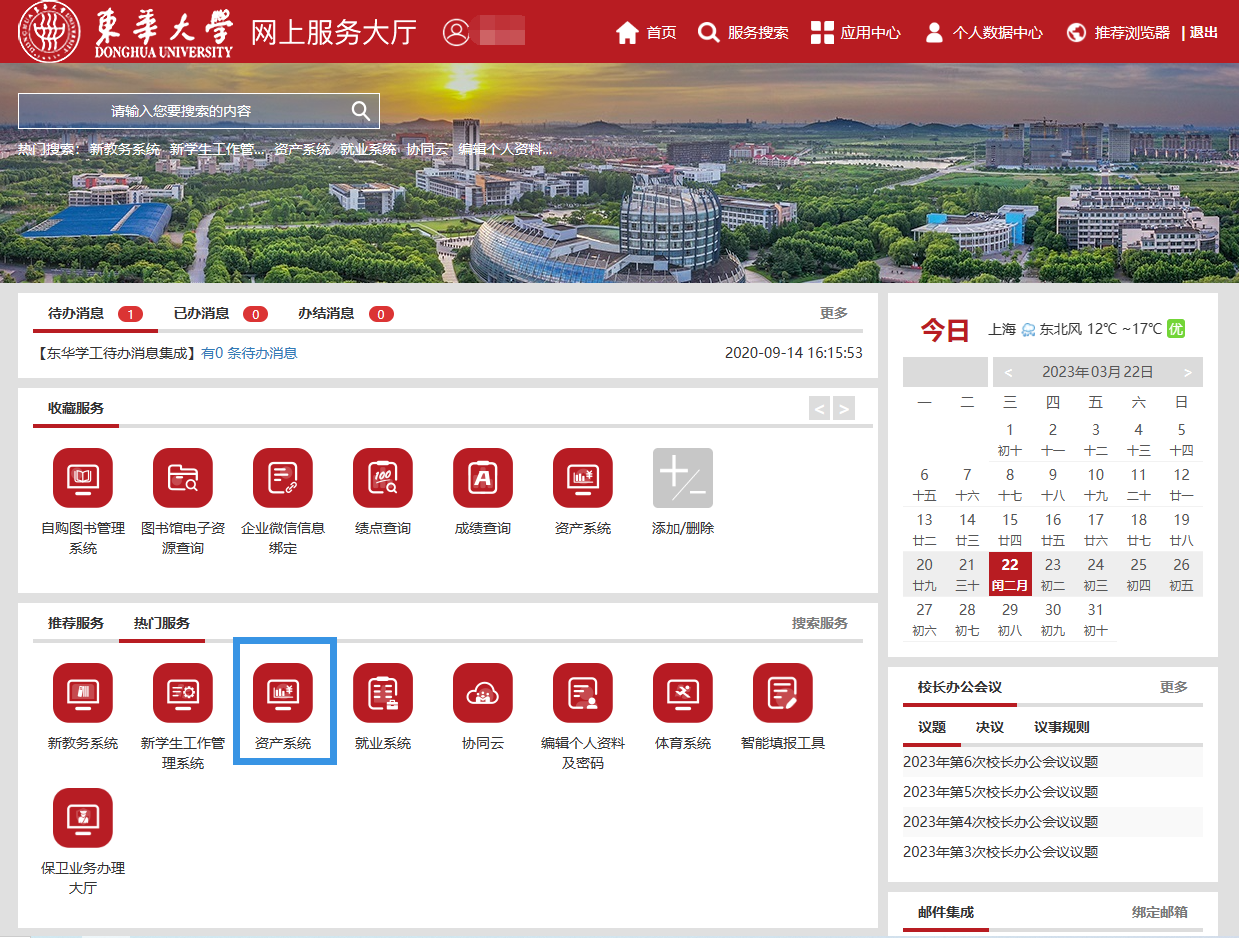 東華大學
DONGHUA UNIVERSITY
网上服务大厅
首页
服务搜索
应用中心
个人数据中心
推荐浏览器
| 退出
请输入您要搜索的内容
热门搜索: 新教务系统 新学生工作管... 资产系统 就业系统 协同云 编辑个人资料...
待办消息 1 已办消息 0 办结消息 0 更多
【东华学工待办消息集成】有0 条待办消息 2020-09-14 16:15:53
收藏服务 < >
自购图书管理系统
图书馆电子资源查询
企业微信信息绑定
绩点查询
成绩查询
资产系统
添加/删除
推荐服务 热门服务 搜索服务
新教务系统
新学生工作管理系统
资产系统
就业系统
协同云
编辑个人资料及密码
体育系统
智能填报工具
保卫业务办理大厅
今日 上海 东北风 12℃ ~17℃ 优
< 2023年03月22日 >
一 二 三 四 五 六 日
1 2 3 4 5
初十 十一 十二 十三 十四
6 7 8 9 10 11 12
十五 十六 十七 十八 十九 二十 廿一
13 14 15 16 17 18 19
廿二 廿三 廿四 廿五 廿六 廿七 廿八
20 21 22 23 24 25 26
廿九 三十 闰二月 初二 初三 初四 初五
27 28 29 30 31
初六 初七 初八 初九 初十
校长办公会议 更多
议题 决议 议事规则
2023年第6次校长办公会议议题
2023年第5次校长办公会议议题
2023年第4次校长办公会议议题
2023年第3次校长办公会议议题
邮件集成 绑定邮箱